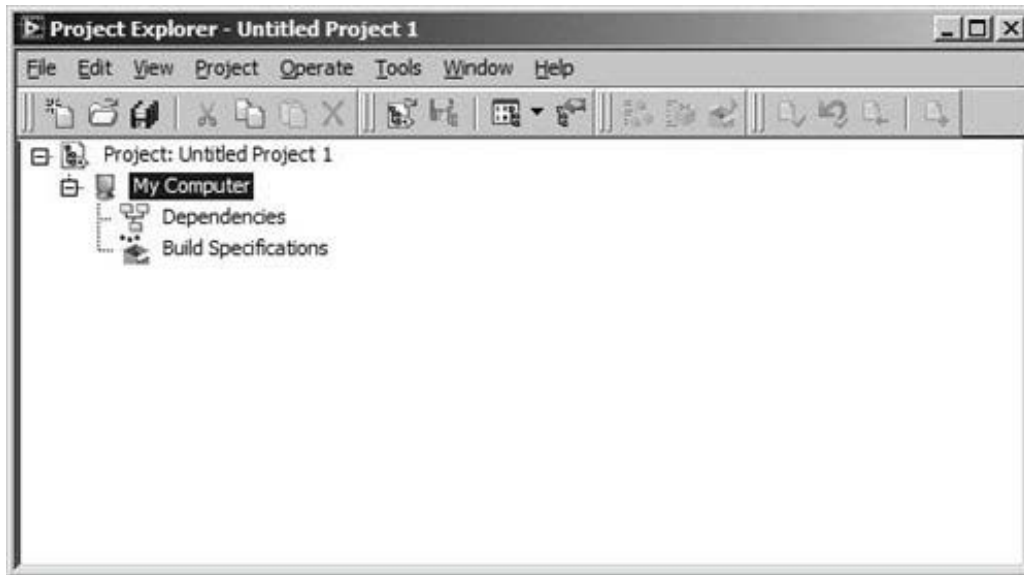 Project Explorer - Untitled Project 1
File Edit View Project Operate Tools Window Help
Project: Untitled Project 1
My Computer
Dependencies
Build Specifications